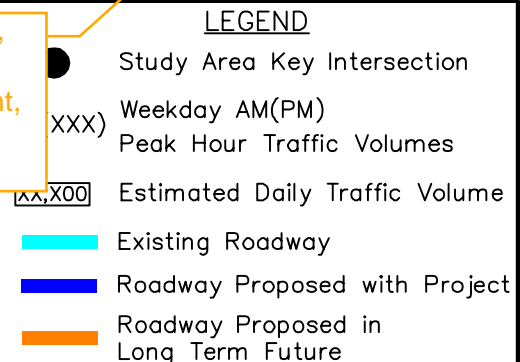 LEGEND
Study Area Key Intersection
XXX) Weekday AM(PM)
Peak Hour Traffic Volumes
XX,X00 Estimated Daily Traffic Volume
Existing Roadway
Roadway Proposed with Project
Roadway Proposed in
Long Term Future